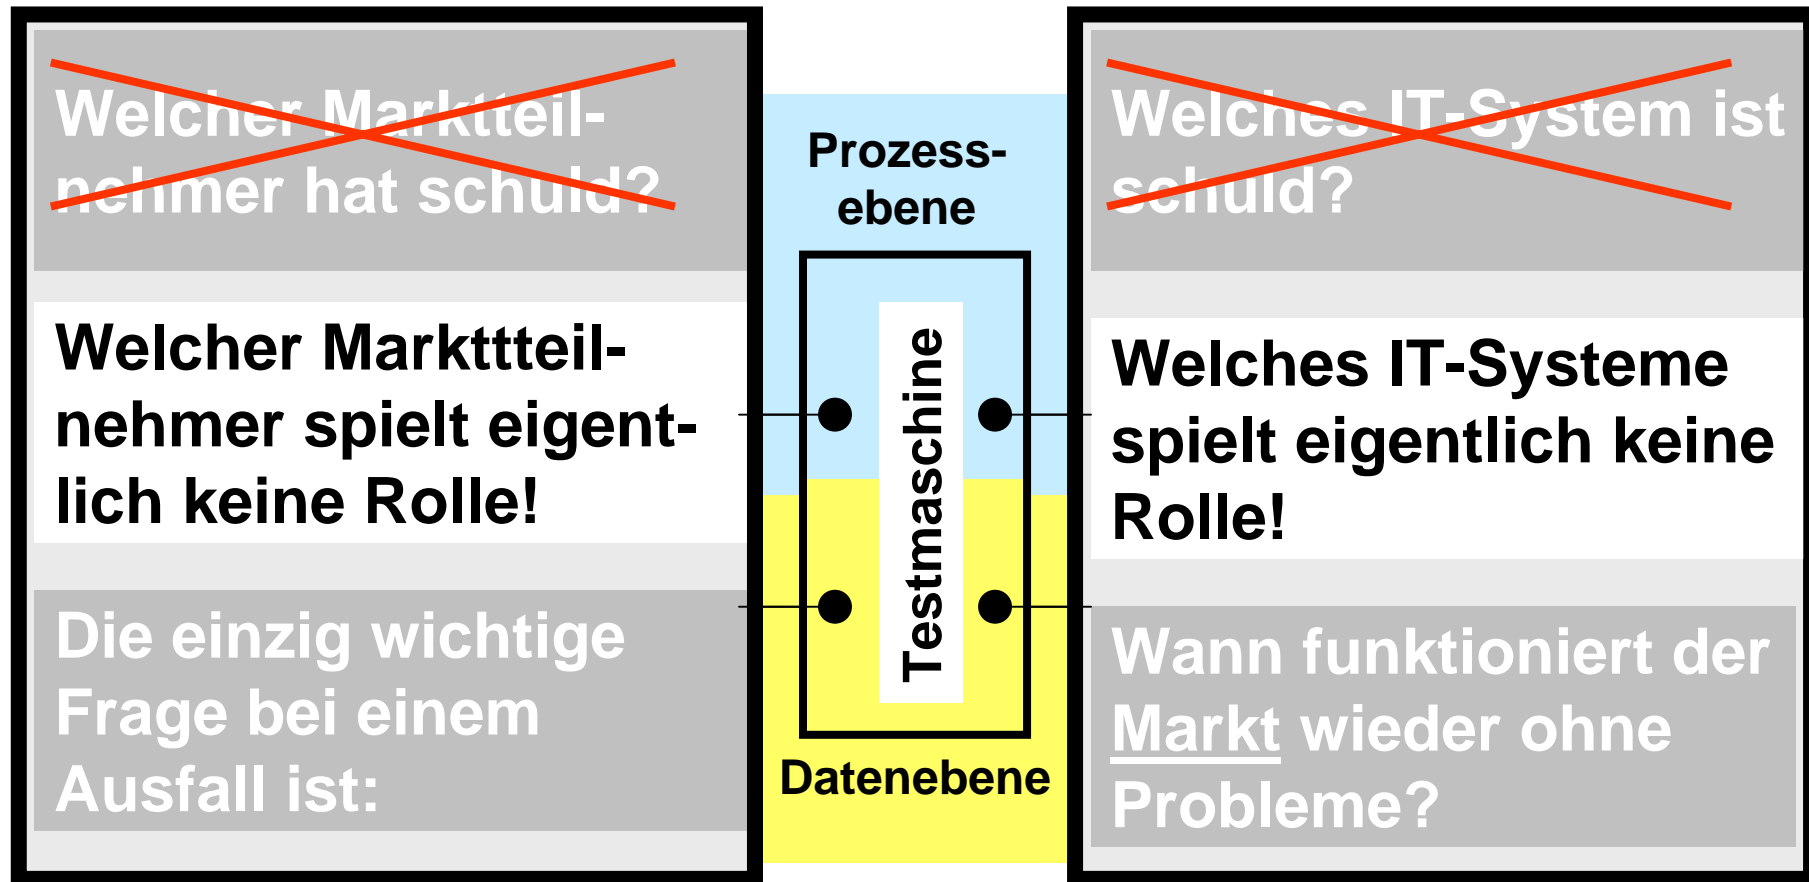 Welcher Marktteil-
nehmer hat schuld?
Welcher Markttteil-
nehmer spielt eigent-
lich keine Rolle!
Die einzig wichtige
Frage bei einem
Ausfall ist:
Prozess-
ebene
Testmaschine
Datenebene
Welches IT-System ist
schuld?
Welches IT-Systeme
spielt eigentlich keine
Rolle!
Wann funktioniert der
Markt wieder ohne
Probleme?